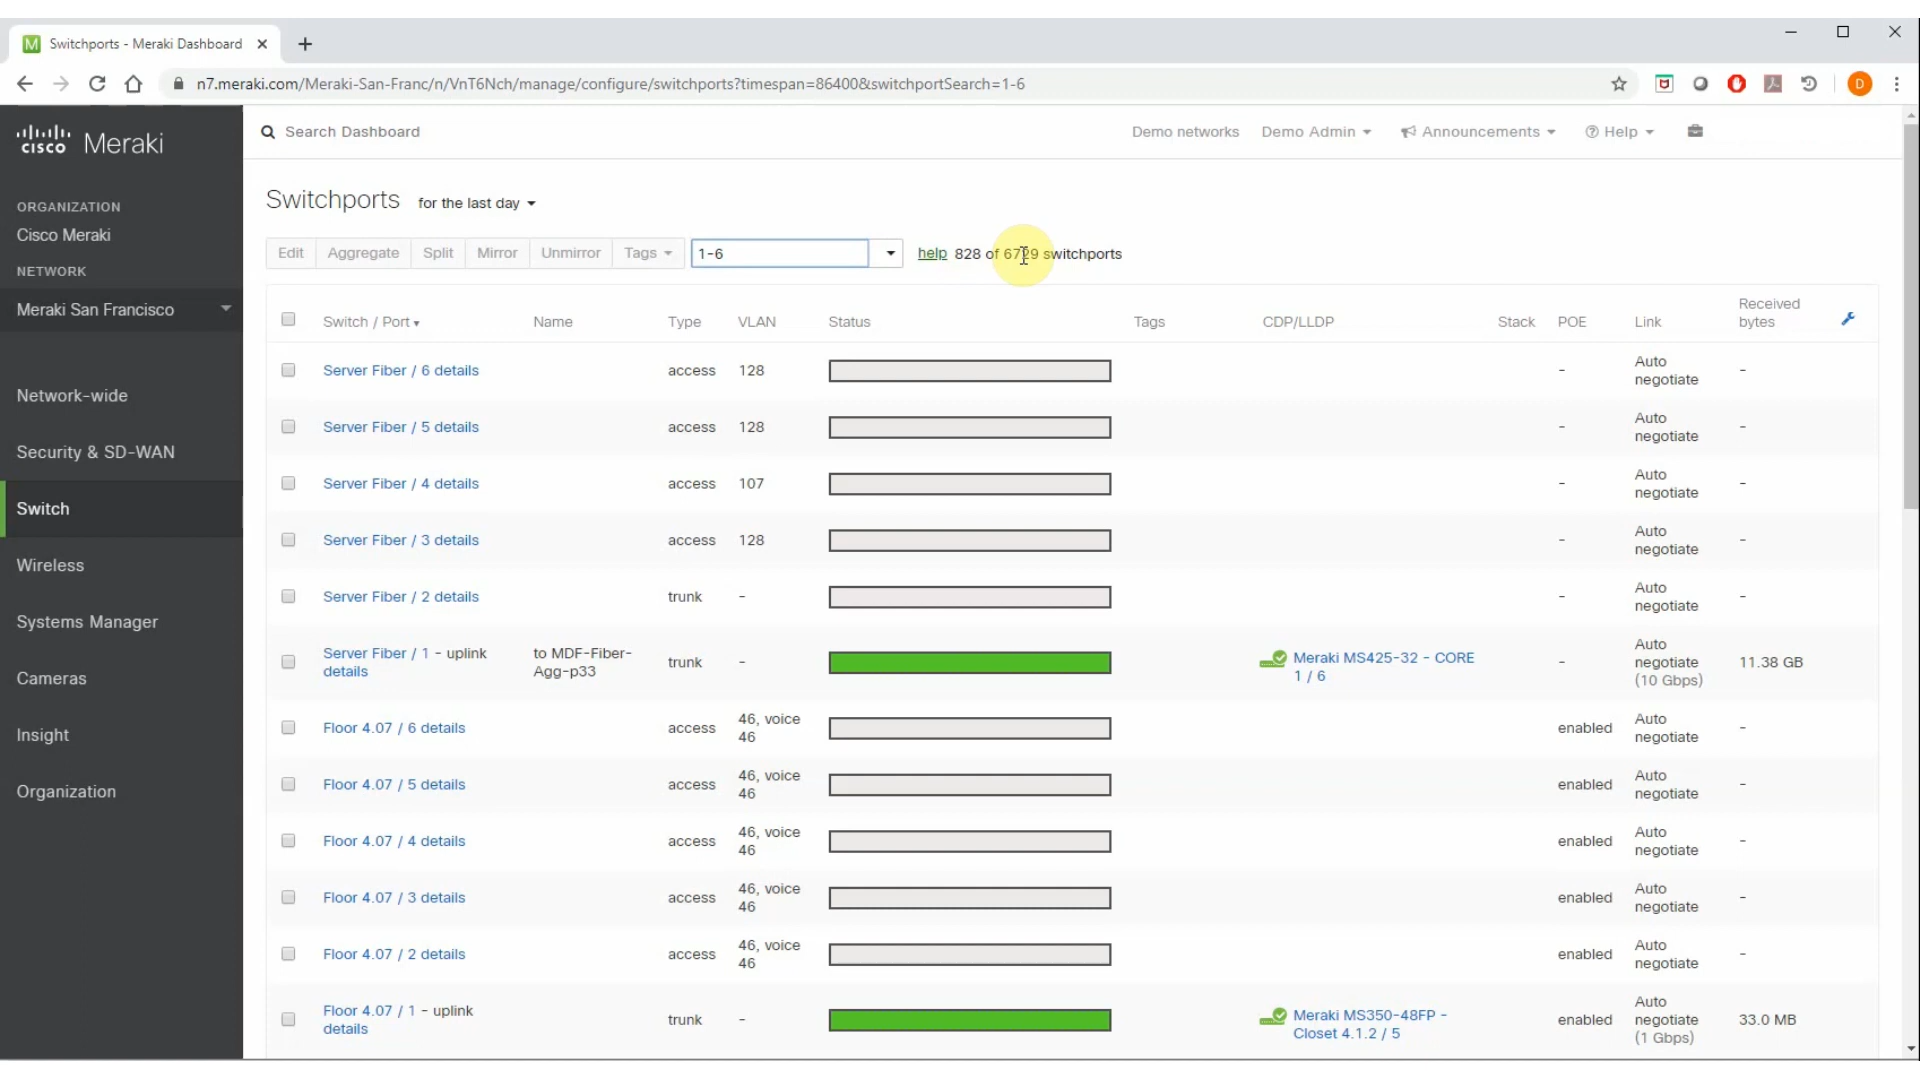 Switchports - Meraki Dashboard
n7.meraki.com/Meraki-San-Franc/n/VnT6Nch/manage/configure/switchports?timespan=86400&switchportSearch=1-6
D
cisco Meraki
Search Dashboard
Demo networks
Demo Admin
Announcements
Help
ORGANIZATION
Cisco Meraki
NETWORK
Meraki San Francisco
Network-wide
Security & SD-WAN
Switch
Wireless
Systems Manager
Cameras
Insight
Organization
Switchports for the last day
Edit Aggregate Split Mirror Unmirror Tags 1-6 help 828 of 6729 switchports
Switch / Port Name Type VLAN Status Tags CDP/LLDP Stack POE Link Received
bytes
Server Fiber / 6 details access 128 - Auto
negotiate -
Server Fiber / 5 details access 128 - Auto
negotiate -
Server Fiber / 4 details access 107 - Auto
negotiate -
Server Fiber / 3 details access 128 - Auto
negotiate -
Server Fiber / 2 details trunk - - Auto
negotiate -
Server Fiber / 1 - uplink
details
to MDF-Fiber-
Agg-p33
trunk -
Meraki MS425-32 - CORE
1 / 6
-
Auto
negotiate
(10 Gbps)
11.38 GB
Floor 4.07 / 6 details access 46, voice
46
enabled Auto
negotiate -
Floor 4.07 / 5 details access 46, voice
46
enabled Auto
negotiate -
Floor 4.07 / 4 details access 46, voice
46
enabled Auto
negotiate -
Floor 4.07 / 3 details access 46, voice
46
enabled Auto
negotiate -
Floor 4.07 / 2 details access 46, voice
46
enabled Auto
negotiate -
Floor 4.07 / 1 - uplink
details
trunk -
Meraki MS350-48FP -
Closet 4.1.2 / 5
enabled
Auto
negotiate
(1 Gbps)
33.0 MB